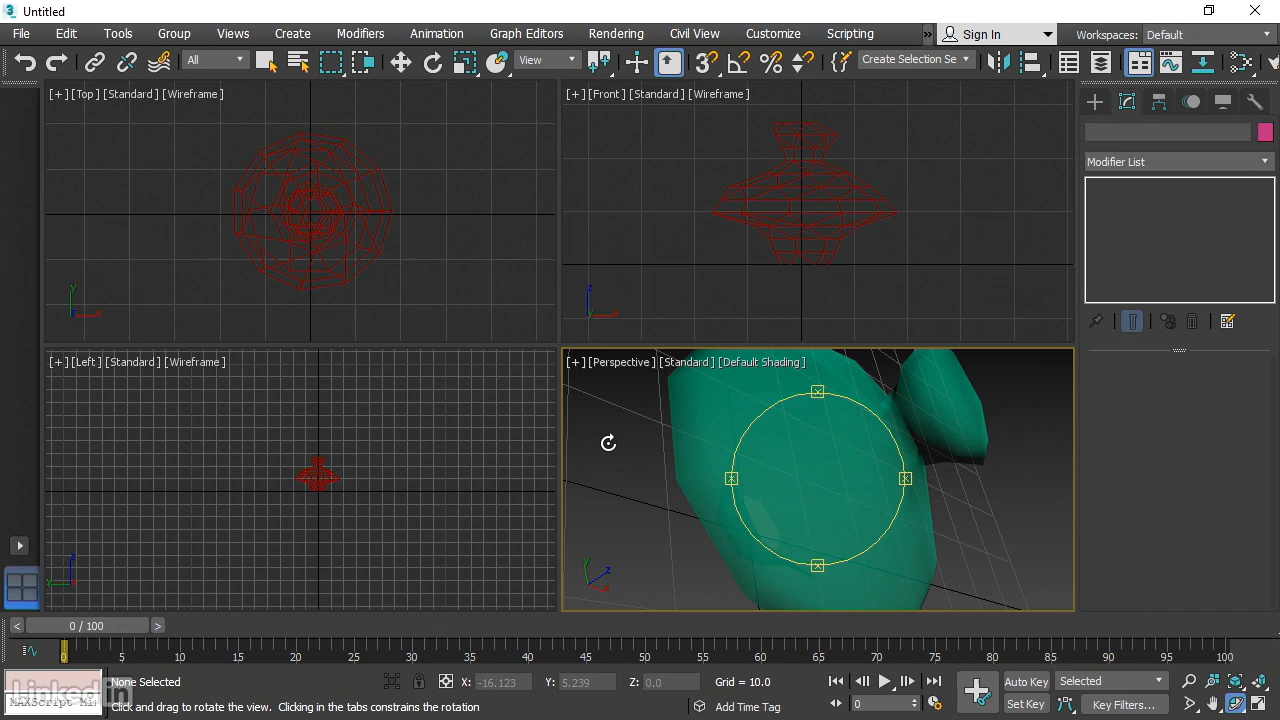 Untitled
File Edit Tools Group Views Create Modifiers Animation Graph Editors Rendering Civil View Customize Scripting » Sign In Workspaces: Default
All View Create Selection Se
[+][Top][Standard][Wireframe]
[+][Front][Standard][Wireframe]
Modifier List
y
z
z
y
x
[+][Left][Standard][Wireframe]
[+][Perspective][Standard][Default Shading]
z
y
y
z
x
< 0 / 100 >
0 5 10 15 20 25 30 35 40 45 50 55 60 65 70 75 80 85 90 95 100
Linked in
None Selected X: -16.123 Y: 5.239 Z: 0.0 Grid = 10.0 Auto Key Selected
MAXScript Mi
Click and drag to rotate the view. Clicking in the tabs constrains the rotation Add Time Tag 0 Set Key Key Filters...